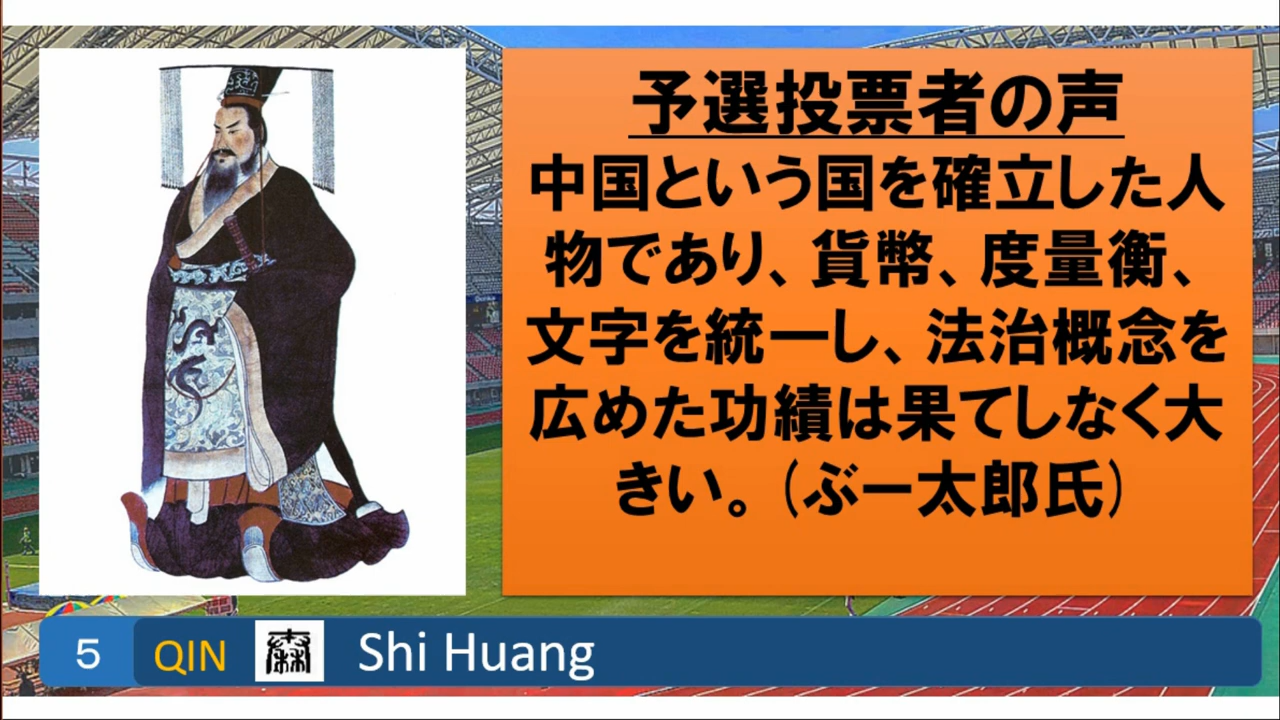 予選投票者の声
中国という国を確立した人
物であり、貨幣、度量衡、
文字を統一し、法治概念を
広めた功績は果てしなく大
きい。（ぶー太郎氏）
5 QIN Shi Huang